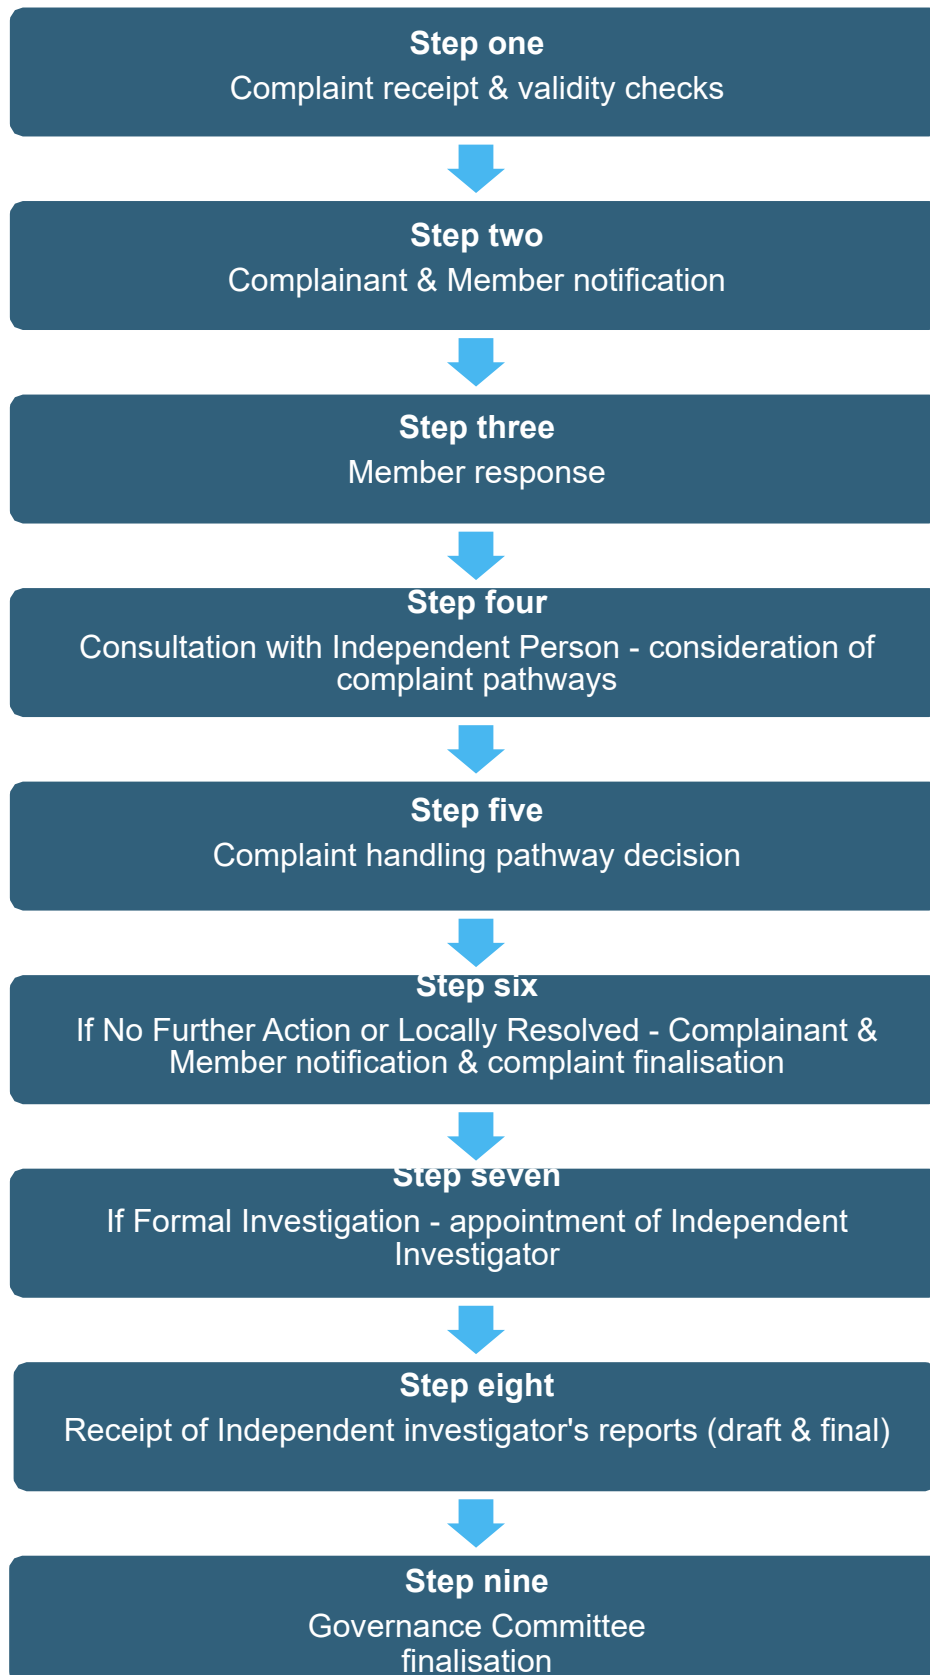 Step one
Complaint receipt & validity checks
Step two
Complainant & Member notification
Step three
Member response
Step four
Consultation with Independent Person - consideration of
complaint pathways
Step five
Complaint handling pathway decision
Step six
If No Further Action or Locally Resolved - Complainant &
Member notification & complaint finalisation
Step seven
If Formal Investigation - appointment of Independent
Investigator
Step eight
Receipt of Independent investigator's reports (draft & final)
Step nine
Governance Committee
finalisation